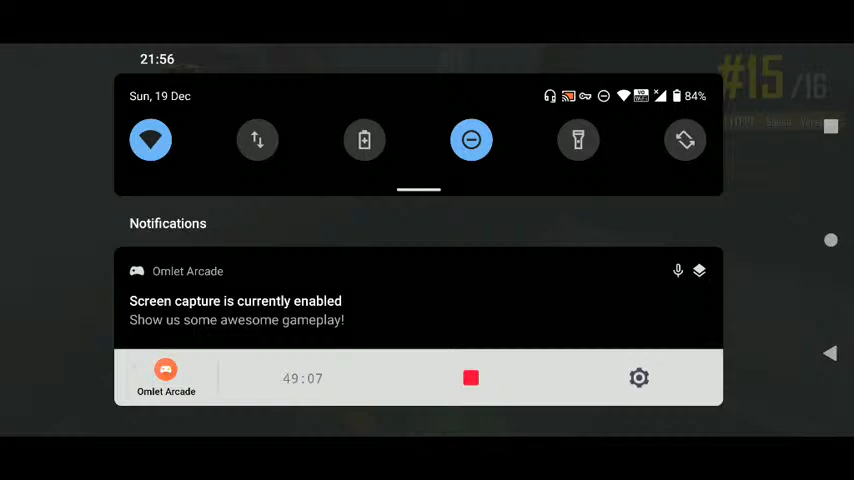 21:56
Sun, 19 Dec
84%
#15/16
Notifications
Omlet Arcade
Screen capture is currently enabled
Show us some awesome gameplay!
Omlet Arcade
49:07